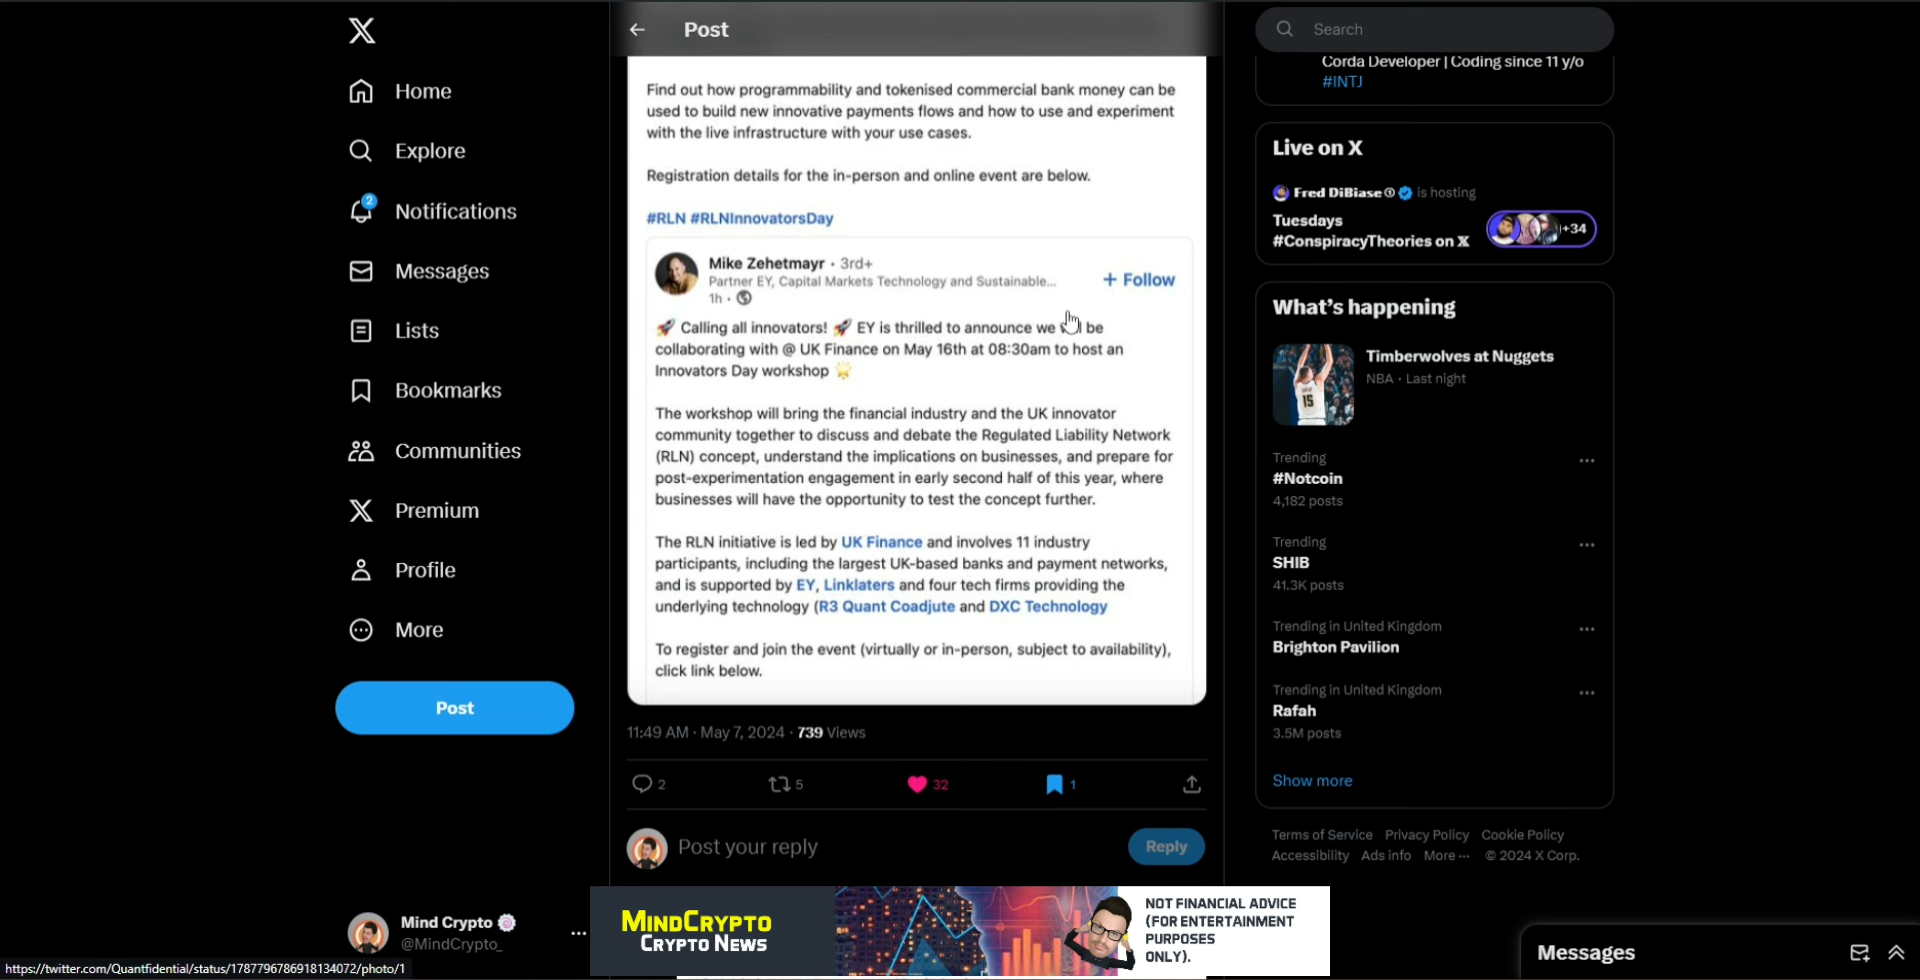 Home
Explore
2
Notifications
Messages
Lists
Bookmarks
Communities
Premium
Profile
More
Post
Mind Crypto
@MindCrypto_
https://twitter.com/Quantfidential/status/1787796786918134072/photo/1
Post
Find out how programmability and tokenised commercial bank money can be
used to build new innovative payments flows and how to use and experiment
with the live infrastructure with your use cases.
Registration details for the in-person and online event are below.
#RLN #RLNInnovatorsDay
Mike Zehetmayr · 3rd+
Partner EY, Capital Markets Technology and Sustainable...
1h ·
+ Follow
🚀 Calling all innovators! 🚀 EY is thrilled to announce we will be
collaborating with @ UK Finance on May 16th at 08:30am to host an
Innovators Day workshop 🌟
The workshop will bring the financial industry and the UK innovator
community together to discuss and debate the Regulated Liability Network
(RLN) concept, understand the implications on businesses, and prepare for
post-experimentation engagement in early second half of this year, where
businesses will have the opportunity to test the concept further.
The RLN initiative is led by UK Finance and involves 11 industry
participants, including the largest UK-based banks and payment networks,
and is supported by EY, Linklaters and four tech firms providing the
underlying technology (R3 Quant Coadjute and DXC Technology
To register and join the event (virtually or in-person, subject to availability),
click link below.
11:49 AM · May 7, 2024 · 739 Views
2 5 32 1
Post your reply
Reply
MindCrypto
Crypto News
NOT FINANCIAL ADVICE
(FOR ENTERTAINMENT
PURPOSES
ONLY).
Search
Corda Developer | Coding since 11 y/o
#INTJ
Live on X
Fred DiBiase is hosting
Tuesdays
#ConspiracyTheories on X
+34
What's happening
Timberwolves at Nuggets
NBA · Last night
15
Trending
#Notcoin
4,182 posts
Trending
SHIB
41.3K posts
Trending in United Kingdom
Brighton Pavilion
Trending in United Kingdom
Rafah
3.5M posts
Show more
Terms of Service Privacy Policy Cookie Policy
Accessibility Ads info More ··· © 2024 X Corp.
Messages